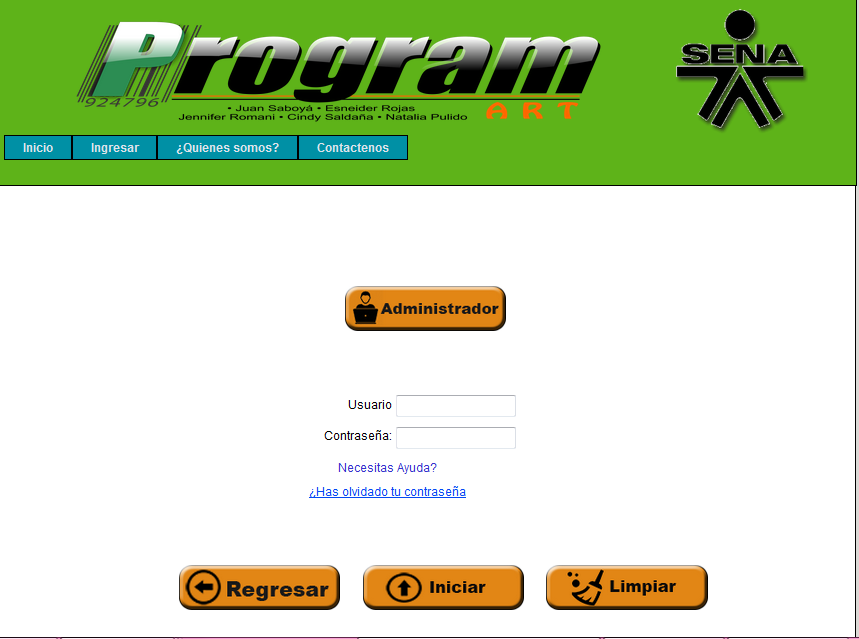 Program
924796
ART
• Juan Saboyá • Esneider Rojas
Jennifer Romani • Cindy Saldaña • Natalia Pulido
SENA
Inicio Ingresar ¿Quienes somos? Contactenos
Administrador
Usuario
Contraseña:
Necesitas Ayuda?
¿Has olvidado tu contraseña
Regresar Iniciar Limpiar